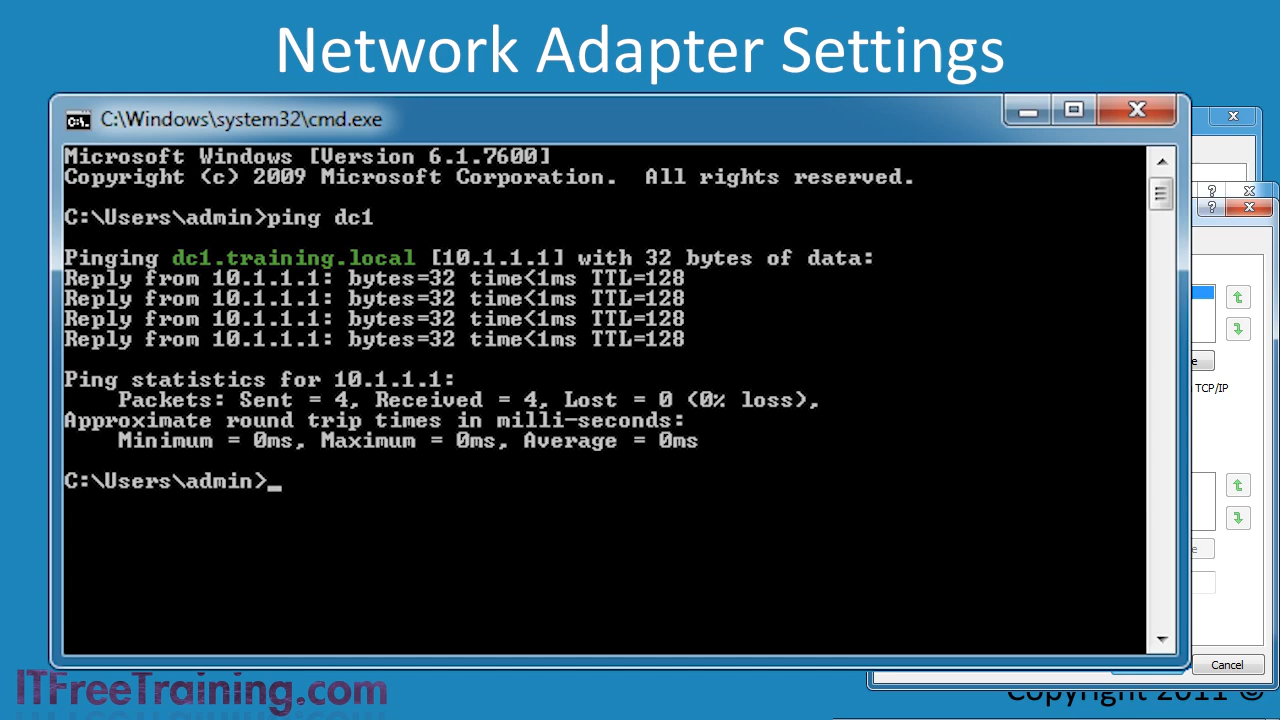 Network Adapter Settings
C:\Windows\system32\cmd.exe
Microsoft Windows [Version 6.1.7600]
Copyright (c) 2009 Microsoft Corporation.  All rights reserved.
C:\Users\admin>ping dc1
Pinging dc1.training.local [10.1.1.1] with 32 bytes of data:
Reply from 10.1.1.1: bytes=32 time<1ms TTL=128
Reply from 10.1.1.1: bytes=32 time<1ms TTL=128
Reply from 10.1.1.1: bytes=32 time<1ms TTL=128
Reply from 10.1.1.1: bytes=32 time<1ms TTL=128
Ping statistics for 10.1.1.1:
    Packets: Sent = 4, Received = 4, Lost = 0 (0% loss),
Approximate round trip times in milli-seconds:
    Minimum = 0ms, Maximum = 0ms, Average = 0ms
C:\Users\admin>_
TCP/IP
Cancel
ITFreeTraining.com
Copyright 2011 ©